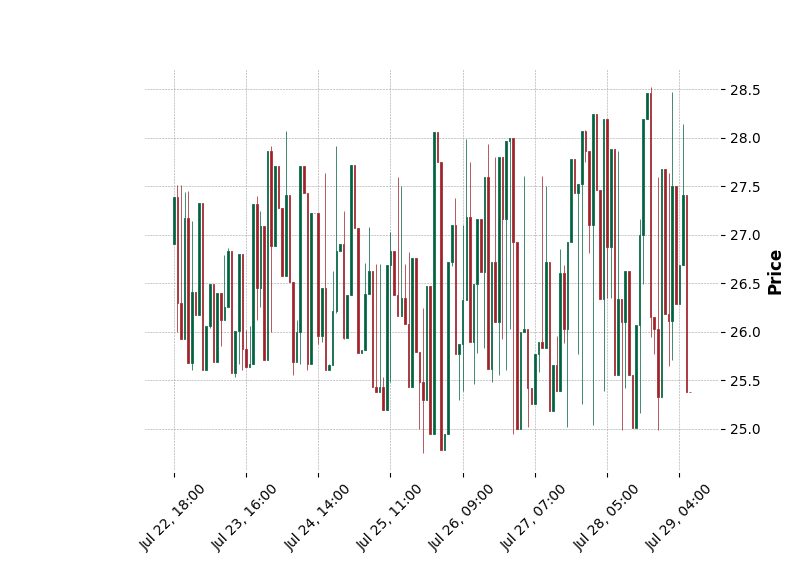 28.5
28.0
27.5
27.0
26.5
26.0
25.5
25.0
Price
Jul 22, 18:00
Jul 23, 16:00
Jul 24, 14:00
Jul 25, 11:00
Jul 26, 09:00
Jul 27, 07:00
Jul 28, 05:00
Jul 29, 04:00